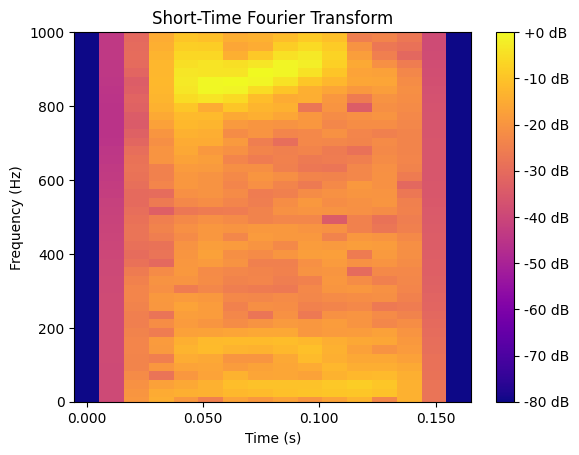 Short-Time Fourier Transform
1000
800
600
400
200
0
Frequency (Hz)
0.000
0.050
0.100
0.150
Time (s)
+0 dB
-10 dB
-20 dB
-30 dB
-40 dB
-50 dB
-60 dB
-70 dB
-80 dB